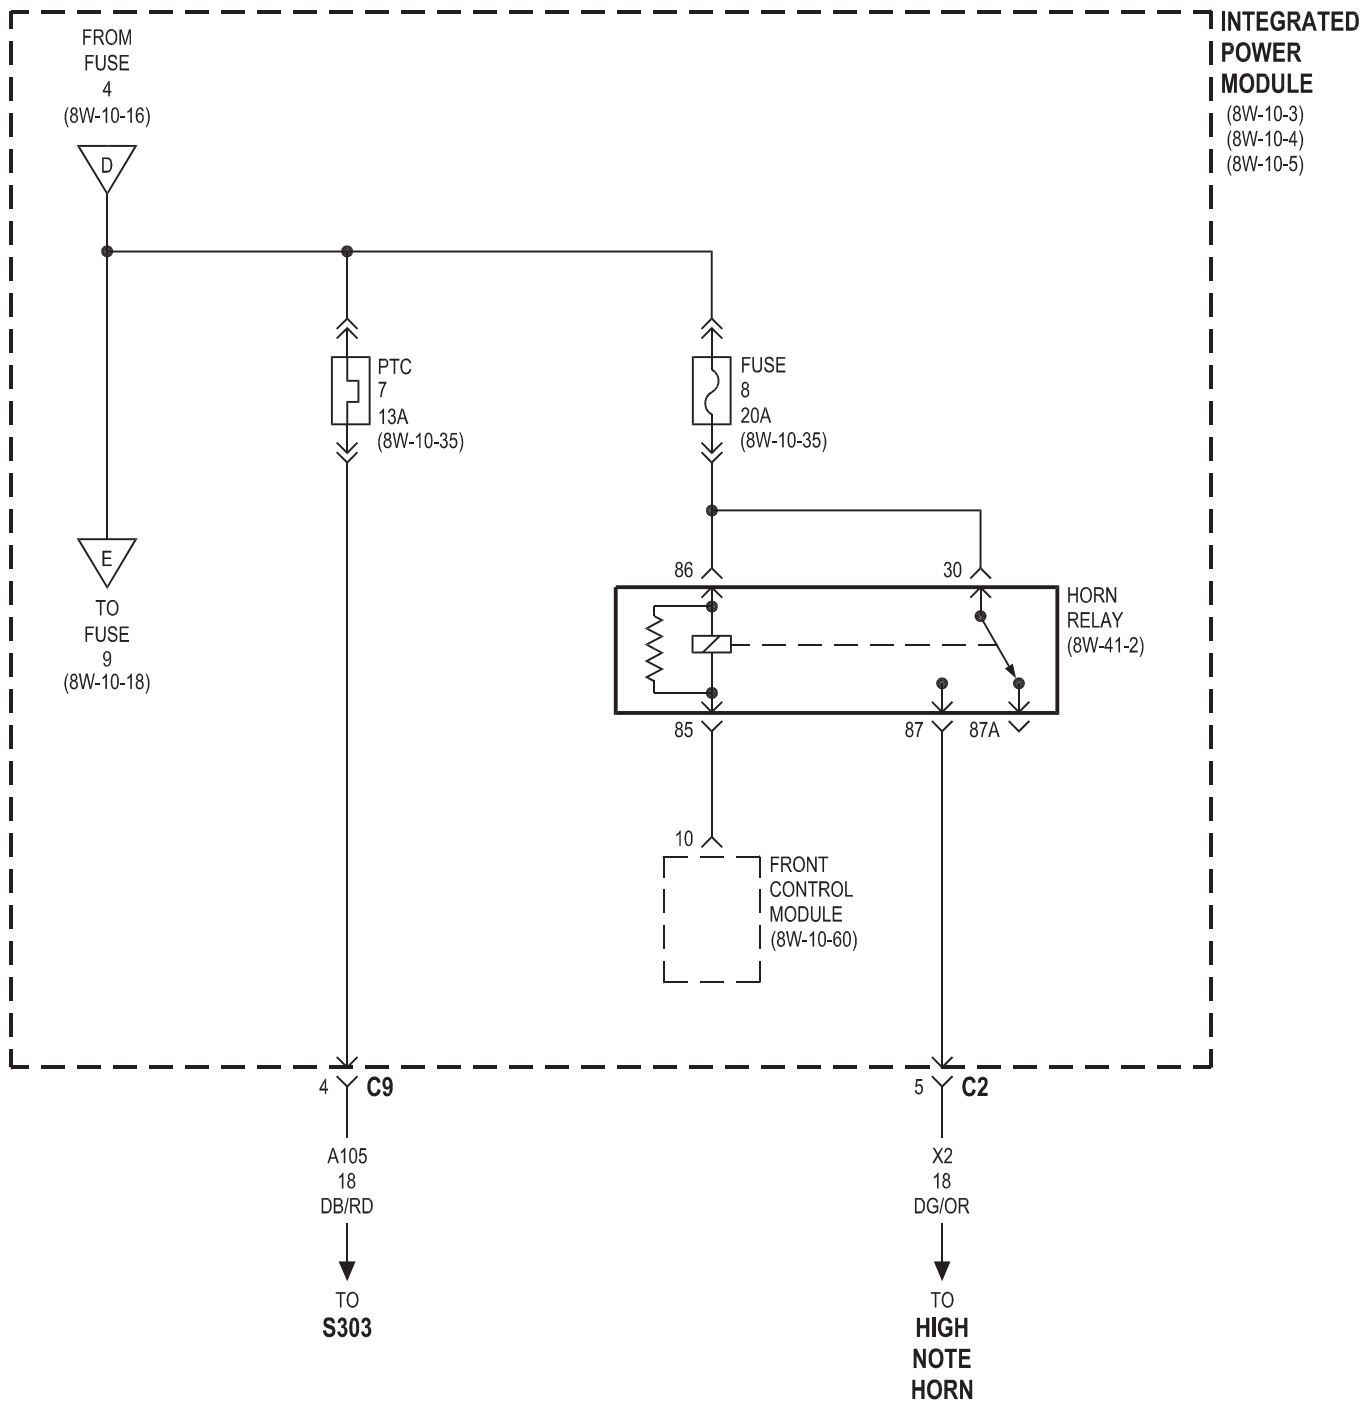 FROM
FUSE
4
(8W-10-16)
D
INTEGRATED
POWER
MODULE
(8W-10-3)
(8W-10-4)
(8W-10-5)
PTC
7
13A
(8W-10-35)
FUSE
8
20A
(8W-10-35)
E
TO
FUSE
9
(8W-10-18)
86
30
HORN
RELAY
(8W-41-2)
85
87
87A
10
FRONT
CONTROL
MODULE
(8W-10-60)
4
C9
5
C2
A105
18
DB/RD
X2
18
DG/OR
TO
S303
TO
HIGH
NOTE
HORN